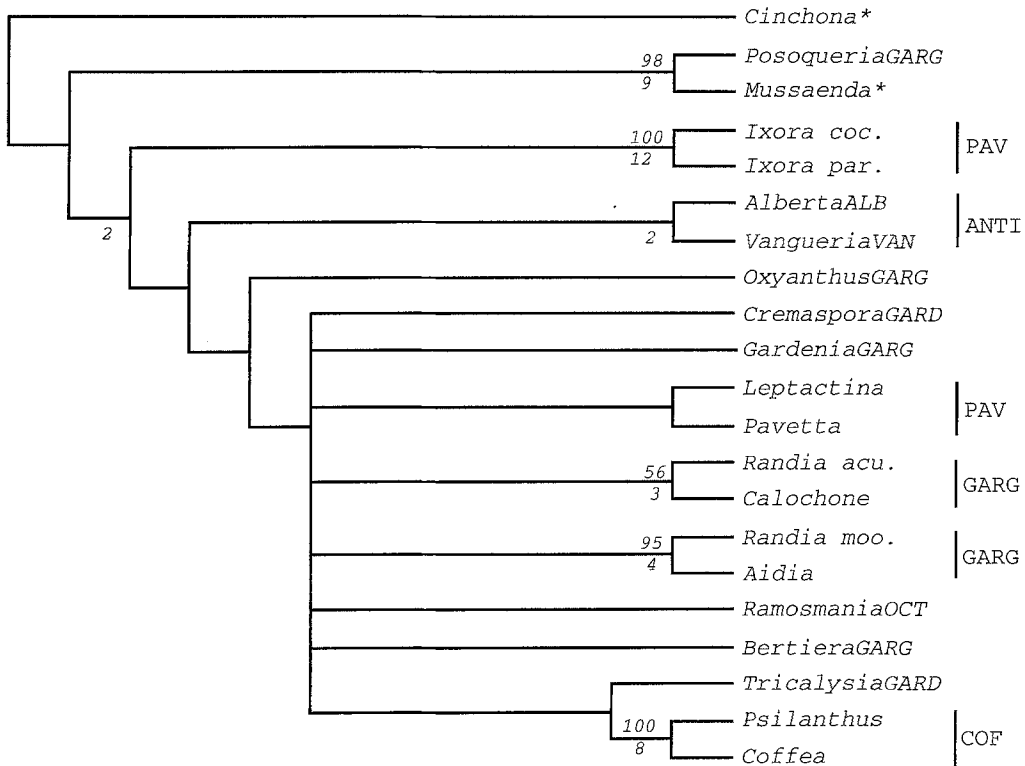 Cinchona*
98 PosoqueriaGARG
9 Mussaenda*
100 Ixora coc.
PAV
12 Ixora par.
AlbertaALB
ANTI
2 2 VangueriaVAN
OxyanthusGARG
CremasporaGARD
GardeniaGARG
Leptactina
PAV
Pavetta
56 Randia acu.
GARG
3 Calochone
95 Randia moo.
GARG
4 Aidia
RamosmaniaOCT
BertieraGARG
TricalysiaGARD
100 Psilanthus
COF
8 Coffea